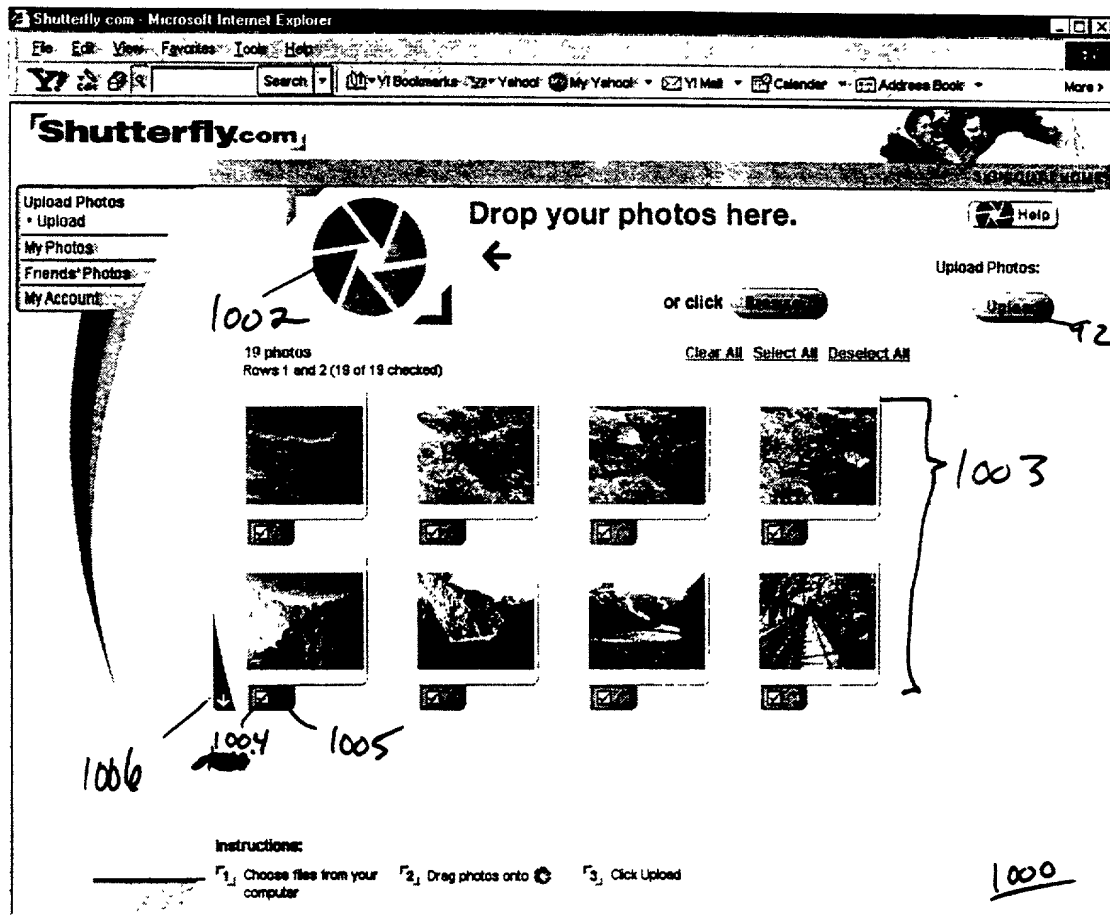 Shutterfly com - Microsoft Internet Explorer
File Edit View Favorites Tools Help
Search Y! Bookmarks Yahoo! My Yahoo! Y! Mail Calendar Address Book More >
Shutterfly.com
Upload Photos
• Upload
My Photos
Friends' Photos
My Account
Drop your photos here.
Help
Upload Photos:
or click Browse
Upload
92
1002
19 photos
Rows 1 and 2 (19 of 19 checked)
Clear All Select All Deselect All
1003
1004
1005
1006
Instructions:
1 Choose files from your computer
2 Drag photos onto
3 Click Upload
1000